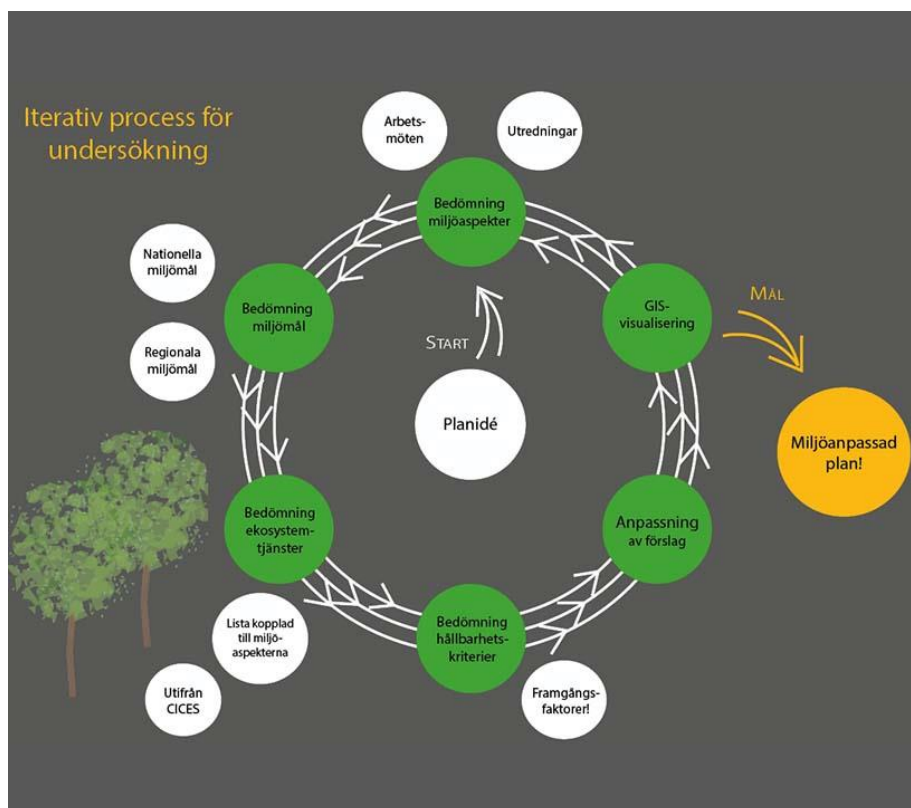 Iterativ process för
undersökning
Arbets-
möten
Utredningar
Bedömning
miljöaspekter
Nationella
miljömål
Regionala
miljömål
Bedömning
miljömål
GIS-
visualisering
MÅL
START
Planidé
Miljöanpassad
plan!
Bedömning
ekosystem-
tjänster
Anpassning
av förslag
Lista kopplad
till miljö-
aspekterna
Utifrån
CICES
Bedömning
hållbarhets-
kriterier
Framgångs-
faktorer!